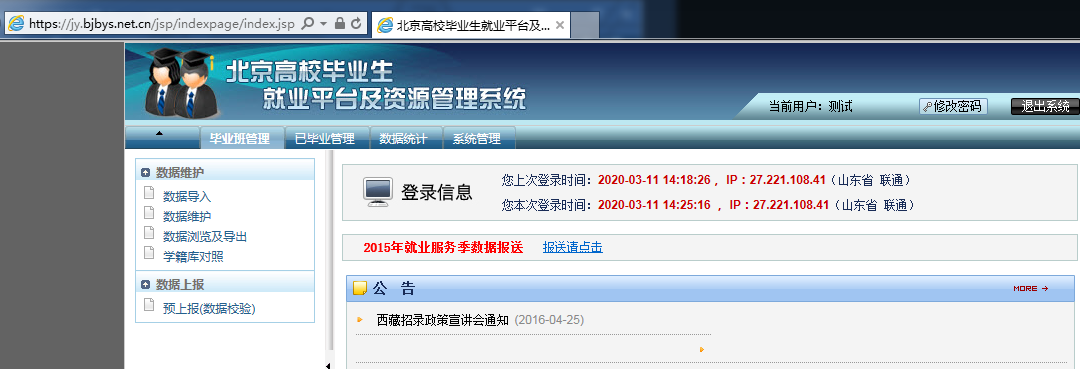 https://jy.bjbys.net.cn/jsp/indexpage/index.jsp
北京高校毕业生就业平台及...
北京高校毕业生
就业平台及资源管理系统
当前用户：测试
修改密码
退出系统
毕业班管理
已毕业管理
数据统计
系统管理
数据维护
数据导入
数据维护
数据浏览及导出
学籍库对照
数据上报
预上报(数据校验)
登录信息
您上次登录时间：2020-03-11 14:18:26 ，IP：27.221.108.41（山东省 联通）
您本次登录时间：2020-03-11 14:25:16 ，IP：27.221.108.41（山东省 联通）
2015年就业服务季数据报送 报送请点击
公 告
MORE
西藏招录政策宣讲会通知 (2016-04-25)